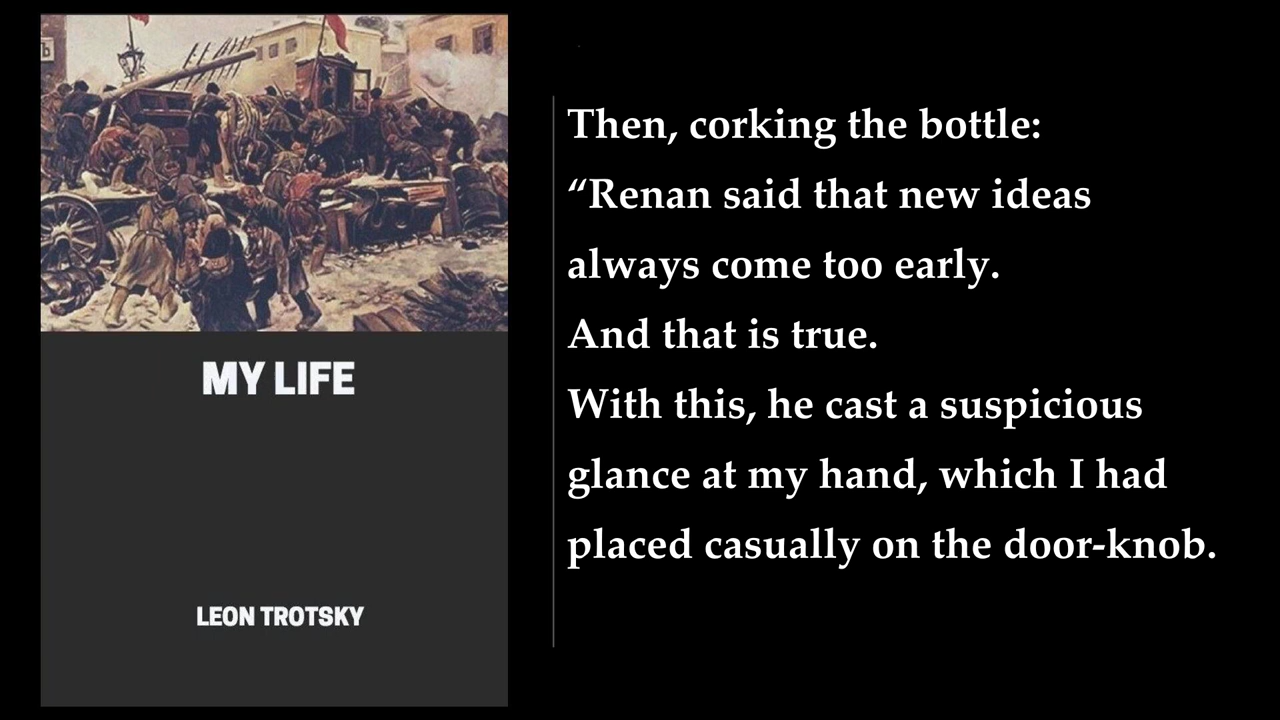 MY LIFE
LEON TROTSKY
Then, corking the bottle:
“Renan said that new ideas
always come too early.
And that is true.
With this, he cast a suspicious
glance at my hand, which I had
placed casually on the door-knob.